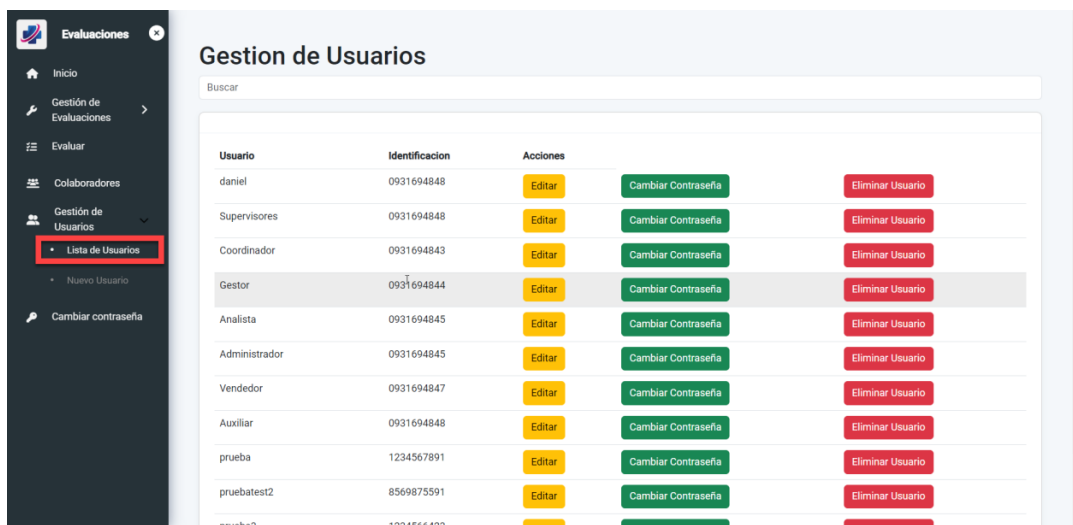 Evaluaciones
Inicio
Gestión de
Evaluaciones
Evaluar
Colaboradores
Gestión de
Usuarios
Lista de Usuarios
Nuevo Usuario
Cambiar contraseña
Gestion de Usuarios
Buscar
Usuario Identificacion Acciones
daniel 0931694848 Editar Cambiar Contraseña Eliminar Usuario
Supervisores 0931694848 Editar Cambiar Contraseña Eliminar Usuario
Coordinador 0931694843 Editar Cambiar Contraseña Eliminar Usuario
Gestor 0931694844 Editar Cambiar Contraseña Eliminar Usuario
Analista 0931694845 Editar Cambiar Contraseña Eliminar Usuario
Administrador 0931694845 Editar Cambiar Contraseña Eliminar Usuario
Vendedor 0931694847 Editar Cambiar Contraseña Eliminar Usuario
Auxiliar 0931694848 Editar Cambiar Contraseña Eliminar Usuario
prueba 1234567891 Editar Cambiar Contraseña Eliminar Usuario
pruebatest2 8569875591 Editar Cambiar Contraseña Eliminar Usuario